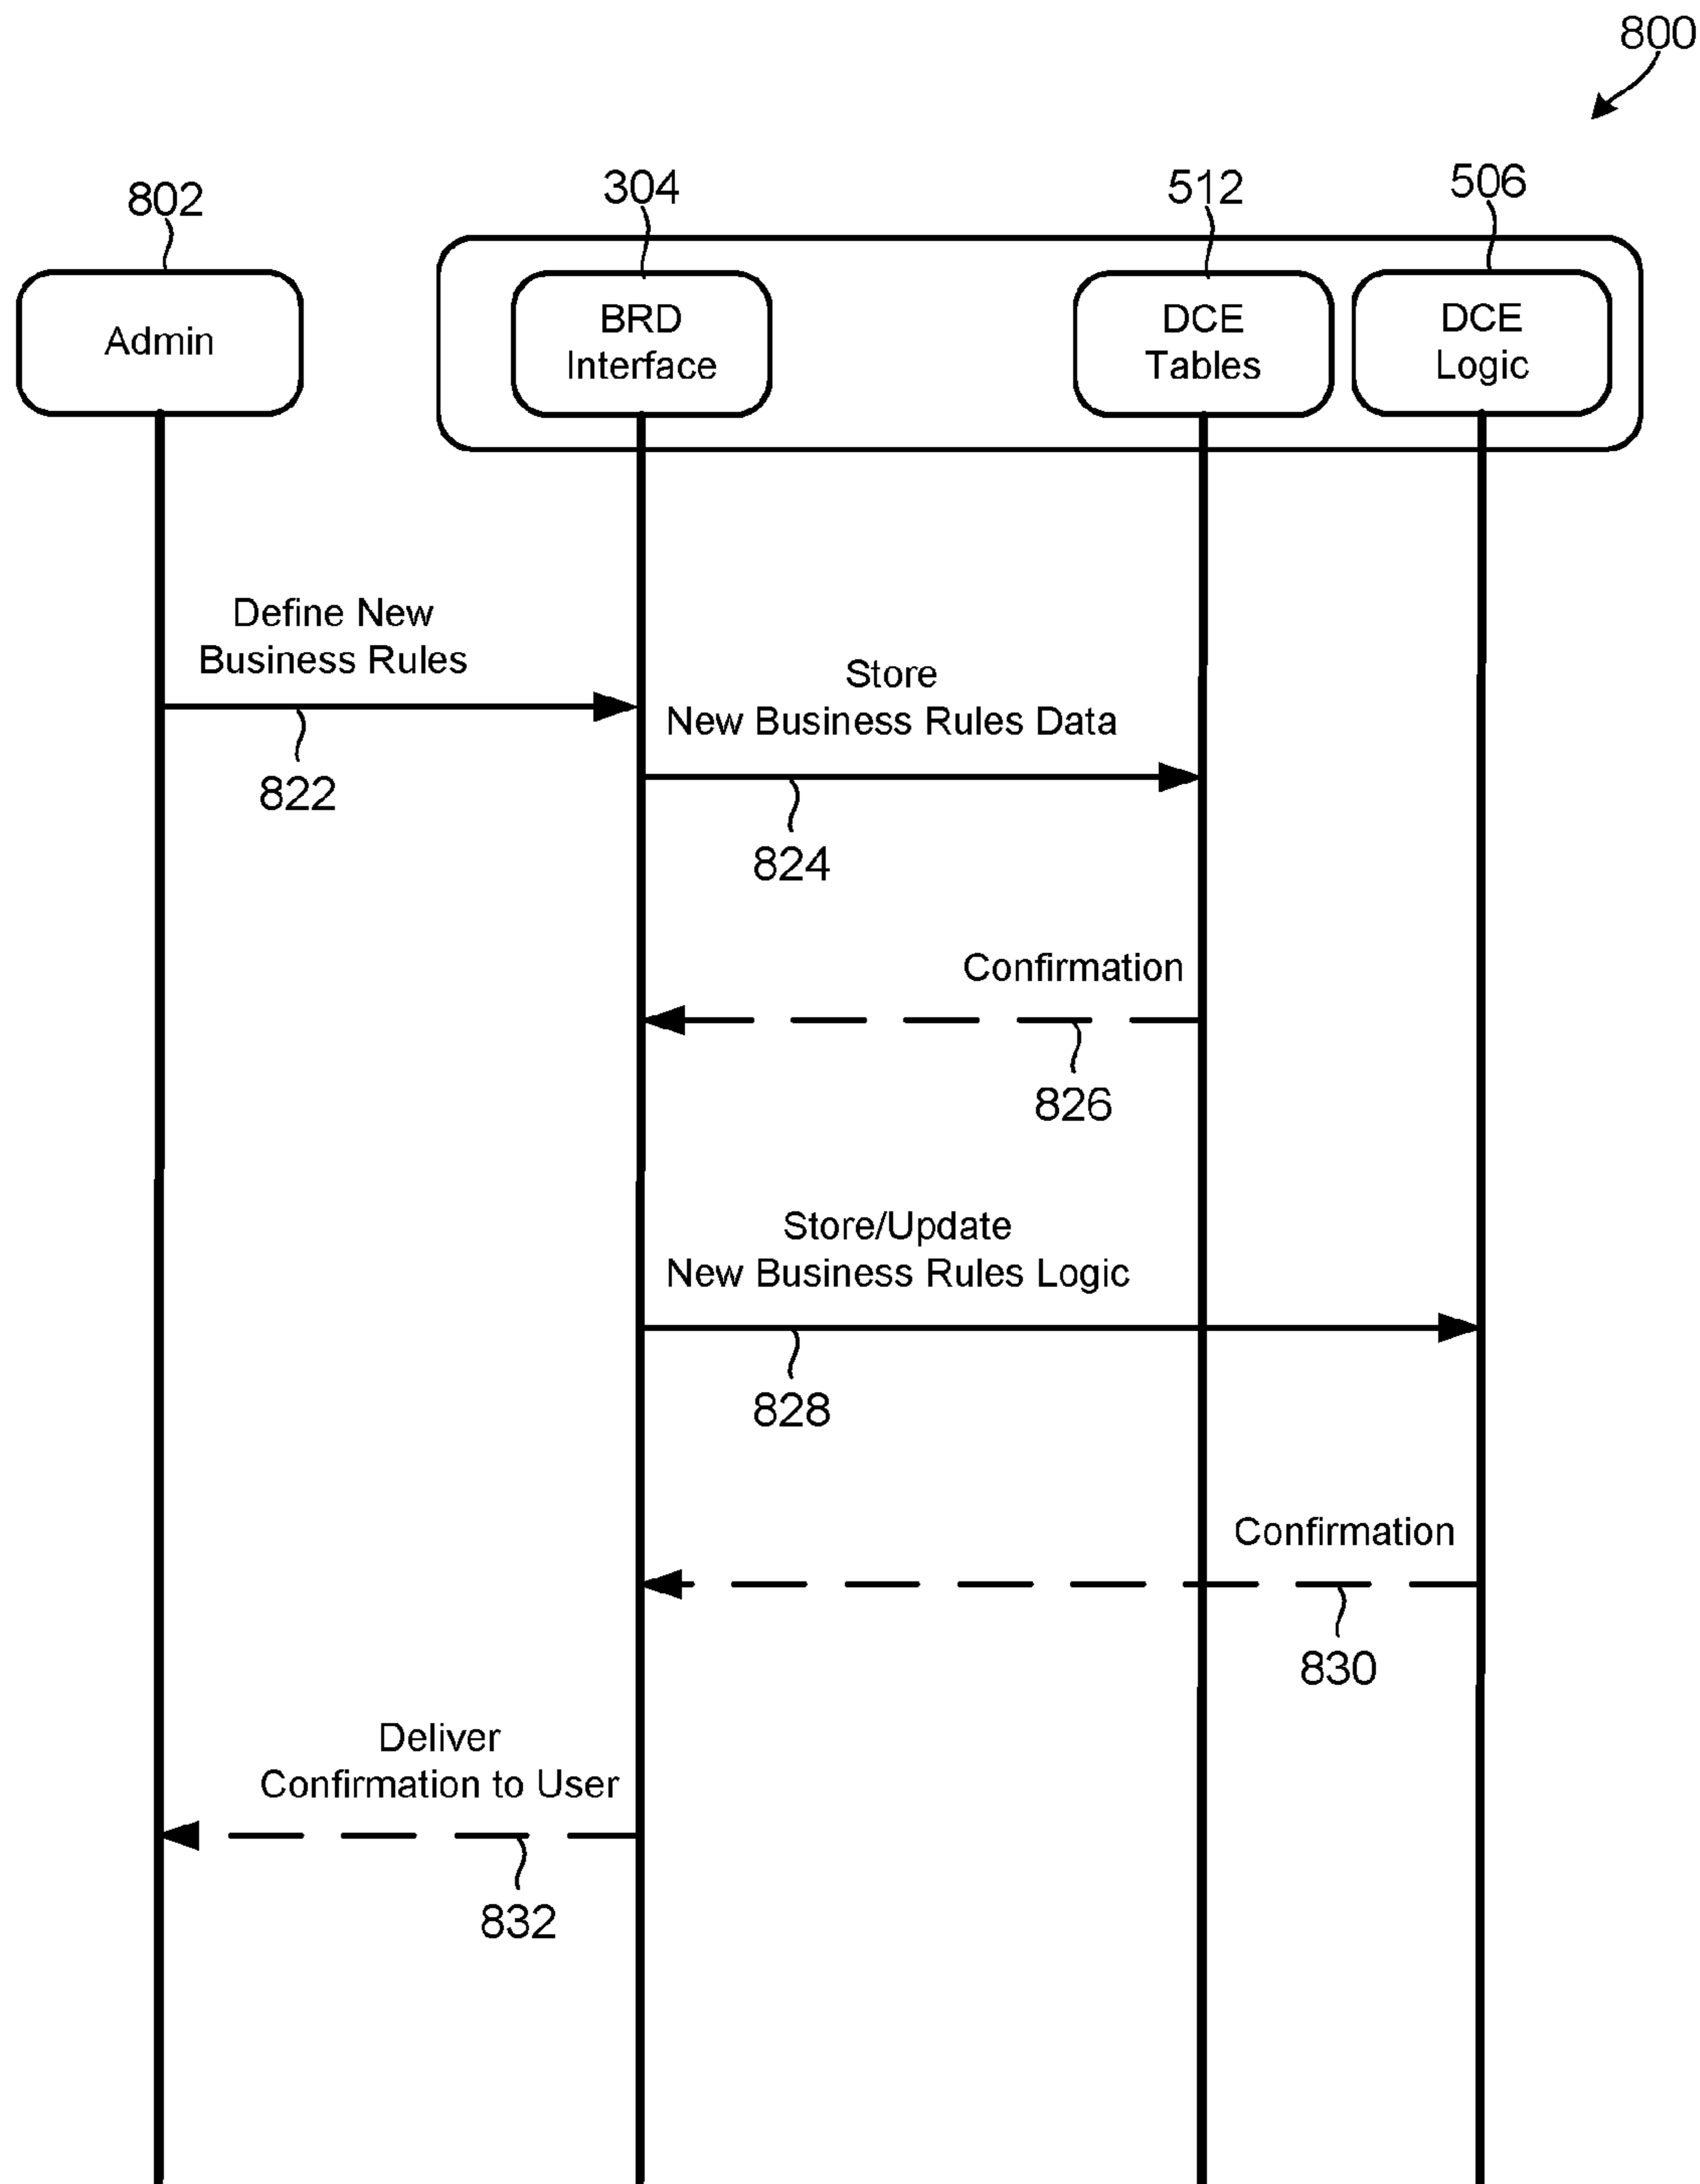 800
802
304
512
506
Admin
BRD
Interface
DCE
Tables
DCE
Logic
Define New
Business Rules
822
Store
New Business Rules Data
824
Confirmation
826
Store/Update
New Business Rules Logic
828
Confirmation
830
Deliver
Confirmation to User
832